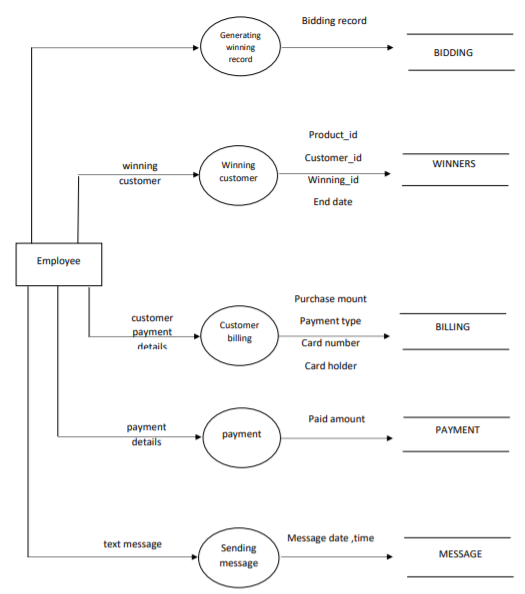 Bidding record
Generating
winning
record
BIDDING
Product_id
Customer_id
Winning_id
End date
winning
customer
Winning
customer
WINNERS
Employee
Purchase mount
Payment type
Card number
Card holder
customer
payment
details
Customer
billing
BILLING
Paid amount
payment
details
payment
PAYMENT
Message date ,time
text message
Sending
message
MESSAGE